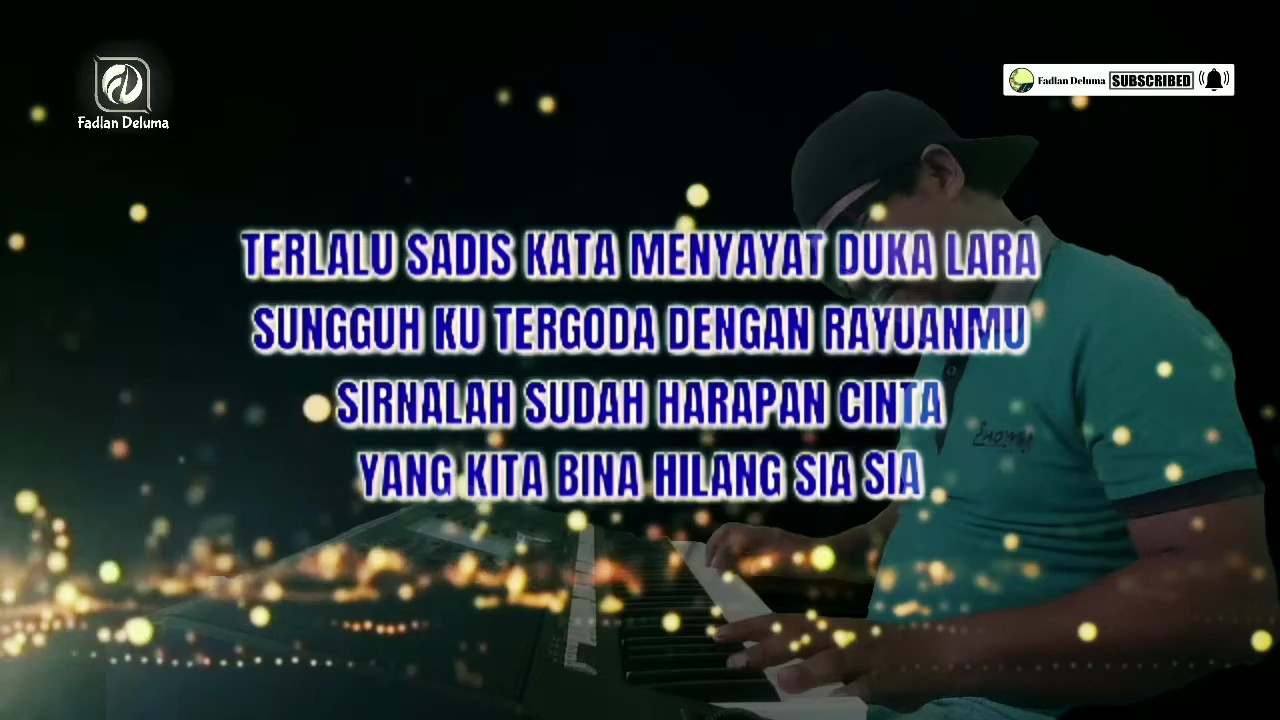 Fadlan Deluma
Fadlan Deluma SUBSCRIBED
TERLALU SADIS KATA MENYAYAT DUKA LARA
SUNGGUH KU TERGODA DENGAN RAYUANMU
SIRNALAH SUDAH HARAPAN CINTA
YANG KITA BINA HILANG SIA SIA